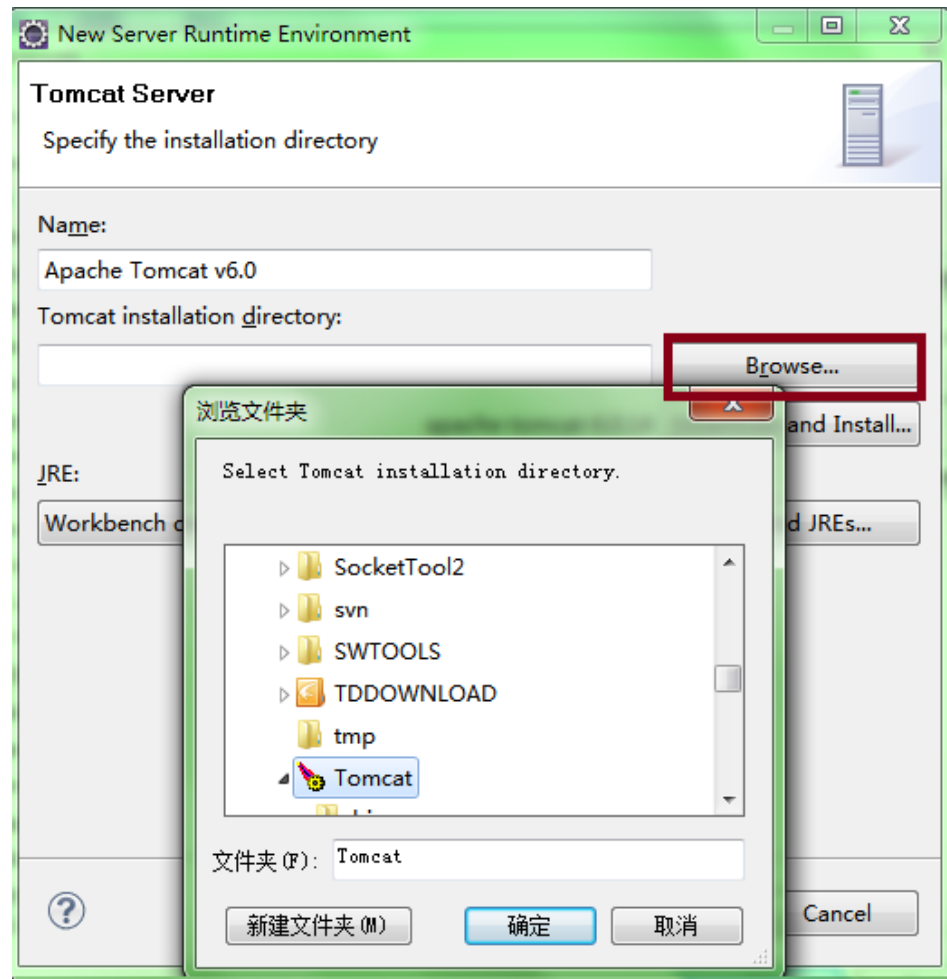 New Server Runtime Environment
Tomcat Server
Specify the installation directory
Name:
Apache Tomcat v6.0
Tomcat installation directory:
Browse...
浏览文件夹
and Install...
Select Tomcat installation directory.
JRE:
Workbench
JREs...
SocketTool2
svn
SWTOOLS
TDDOWNLOAD
tmp
Tomcat
文件夹(F): Tomcat
新建文件夹(M) 确定 取消
Cancel